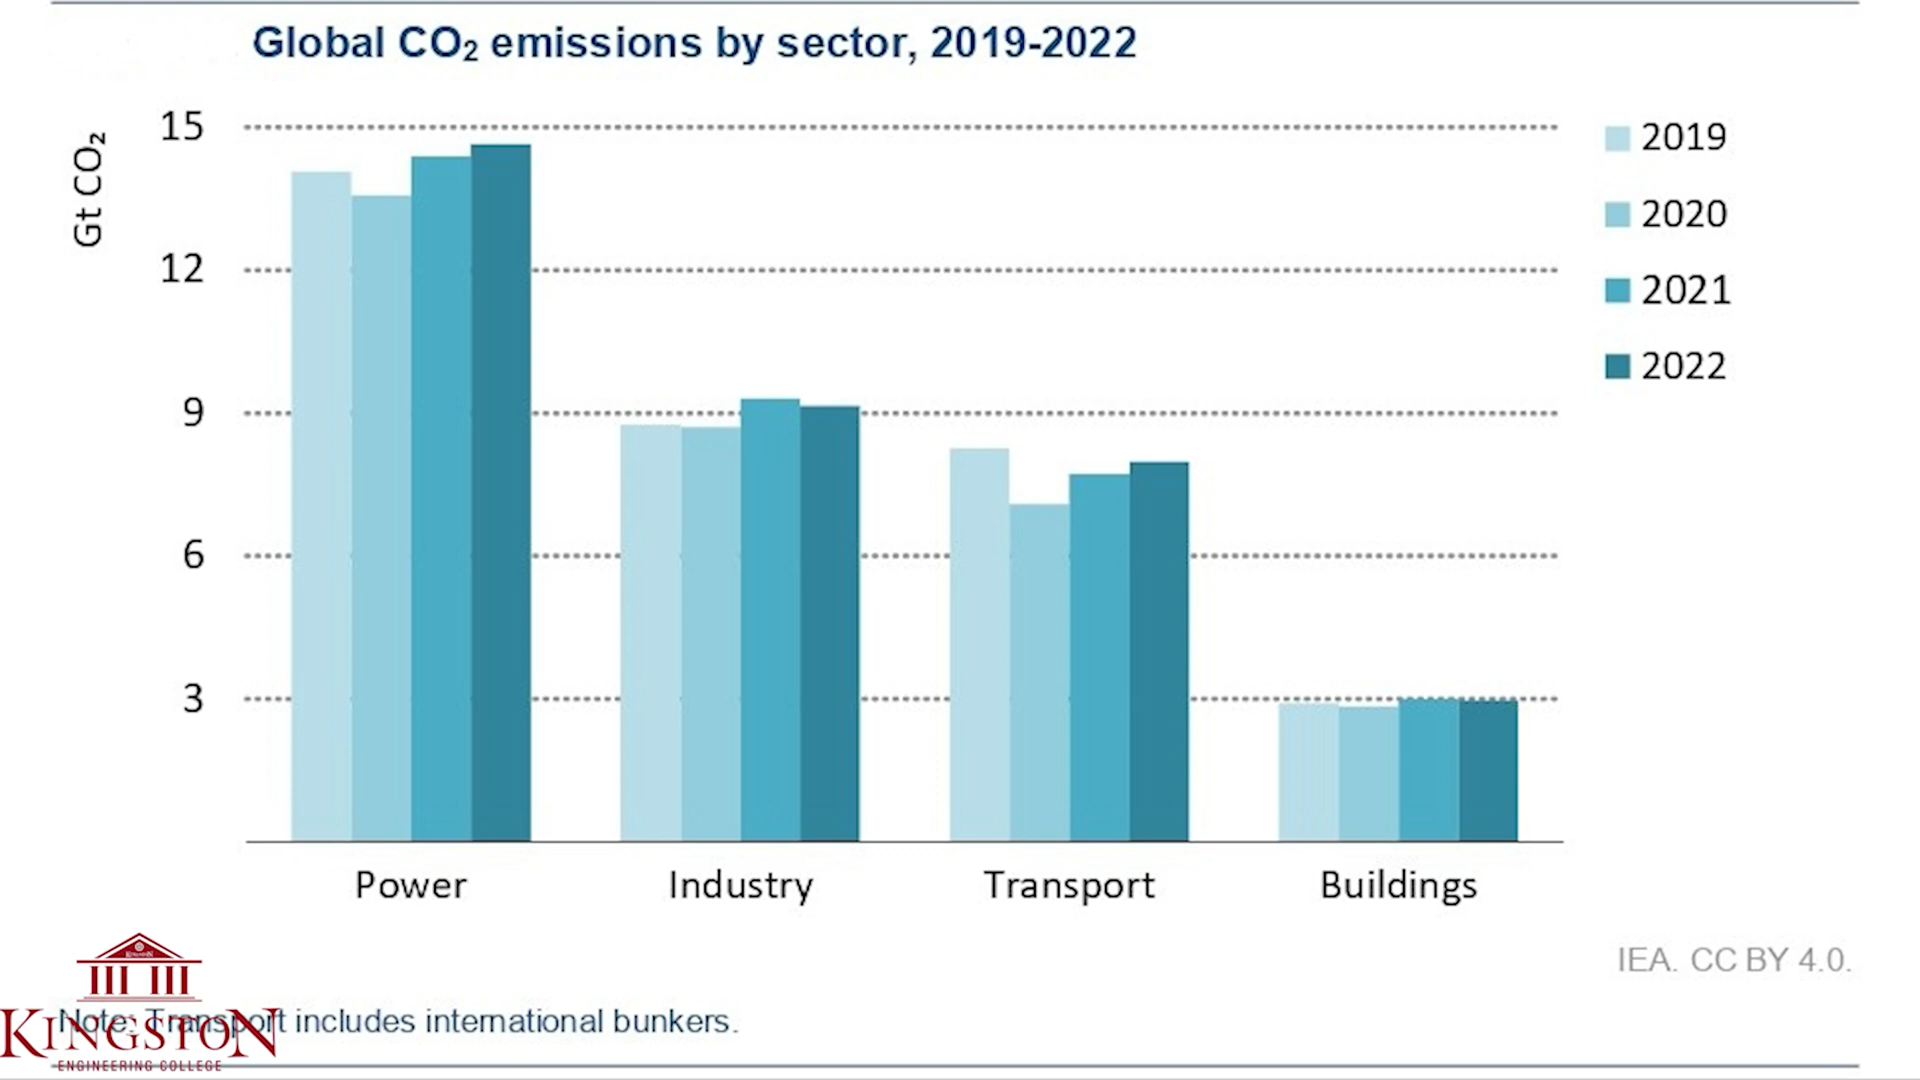 Global CO₂ emissions by sector, 2019-2022
Gt CO₂
15
12
9
6
3
2019
2020
2021
2022
Power
Industry
Transport
Buildings
IEA. CC BY 4.0.
Note: Transport includes international bunkers.
KINGSTON
ENGINEERING COLLEGE